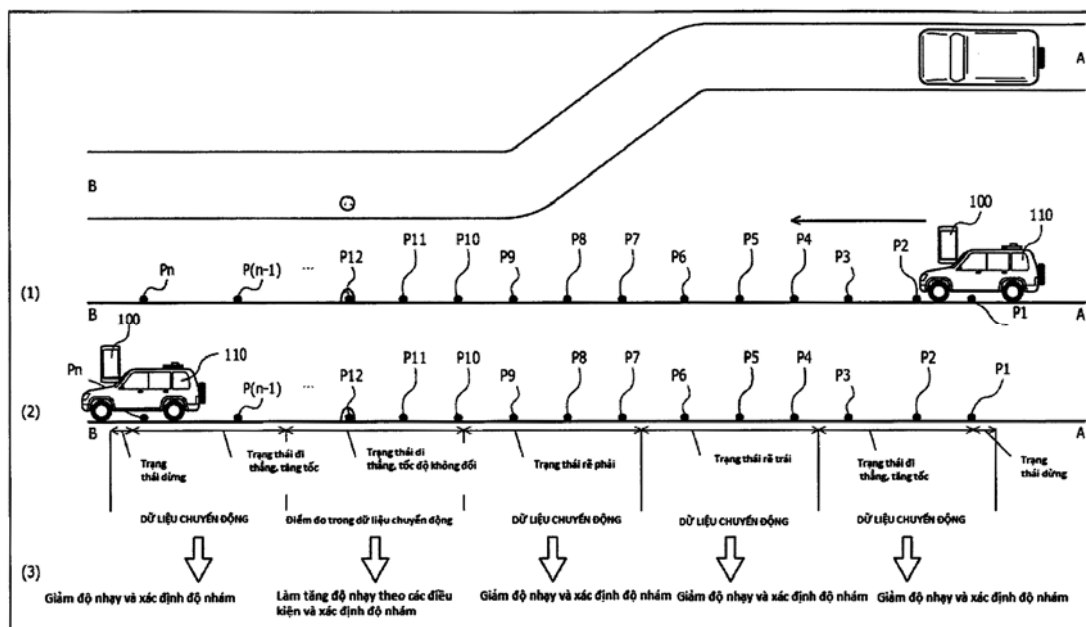 A
B
100
110
P12
P11
P10
P9
P8
P7
P6
P5
P4
P3
P2
Pn
P(n-1)
...
(1)
B
A
P1
100
110
Pn
P(n-1)
...
P12
P11
P10
P9
P8
P7
P6
P5
P4
P3
P2
P1
(2)
B
A
Trạng
thái dừng
Trạng thái đi
thẳng, tăng tốc
Trạng thái đi
thẳng, tốc độ không đổi
Trạng thái rẽ phải
Trạng thái rẽ trái
Trạng thái đi
thẳng, tăng tốc
Trạng
thái dừng
DỮ LIỆU CHUYỂN ĐỘNG
Điểm đo trong dữ liệu chuyển động
DỮ LIỆU CHUYỂN ĐỘNG
DỮ LIỆU CHUYỂN ĐỘNG
DỮ LIỆU CHUYỂN ĐỘNG
(3)
Giảm độ nhạy và xác định độ nhám
Làm tăng độ nhạy theo các điều
kiện và xác định độ nhám
Giảm độ nhạy và xác định độ nhám
Giảm độ nhạy và xác định độ nhám
Giảm độ nhạy và xác định độ nhám